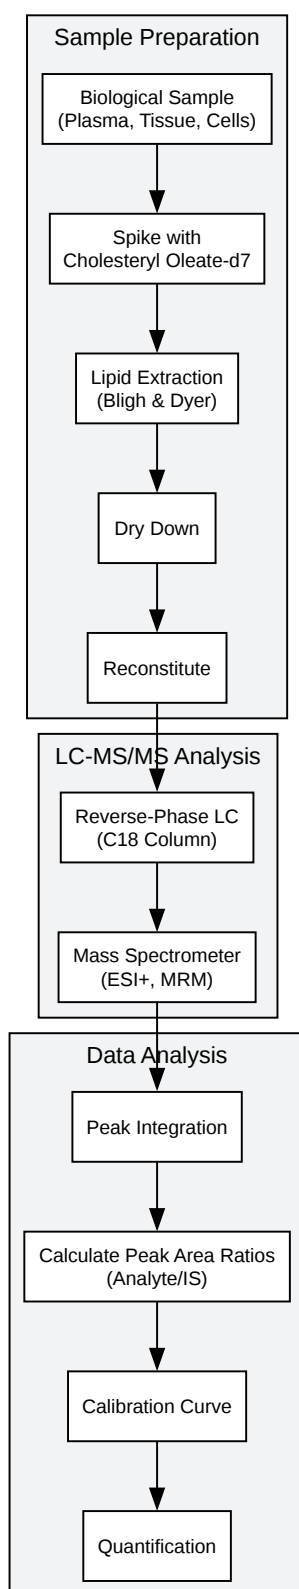 Sample Preparation
Biological Sample
(Plasma, Tissue, Cells)
Spike with
Cholesteryl Oleate-d7
Lipid Extraction
(Bligh & Dyer)
Dry Down
Reconstitute
LC-MS/MS Analysis
Reverse-Phase LC
(C18 Column)
Mass Spectrometer
(ESI+, MRM)
Data Analysis
Peak Integration
Calculate Peak Area Ratios
(Analyte/IS)
Calibration Curve
Quantification